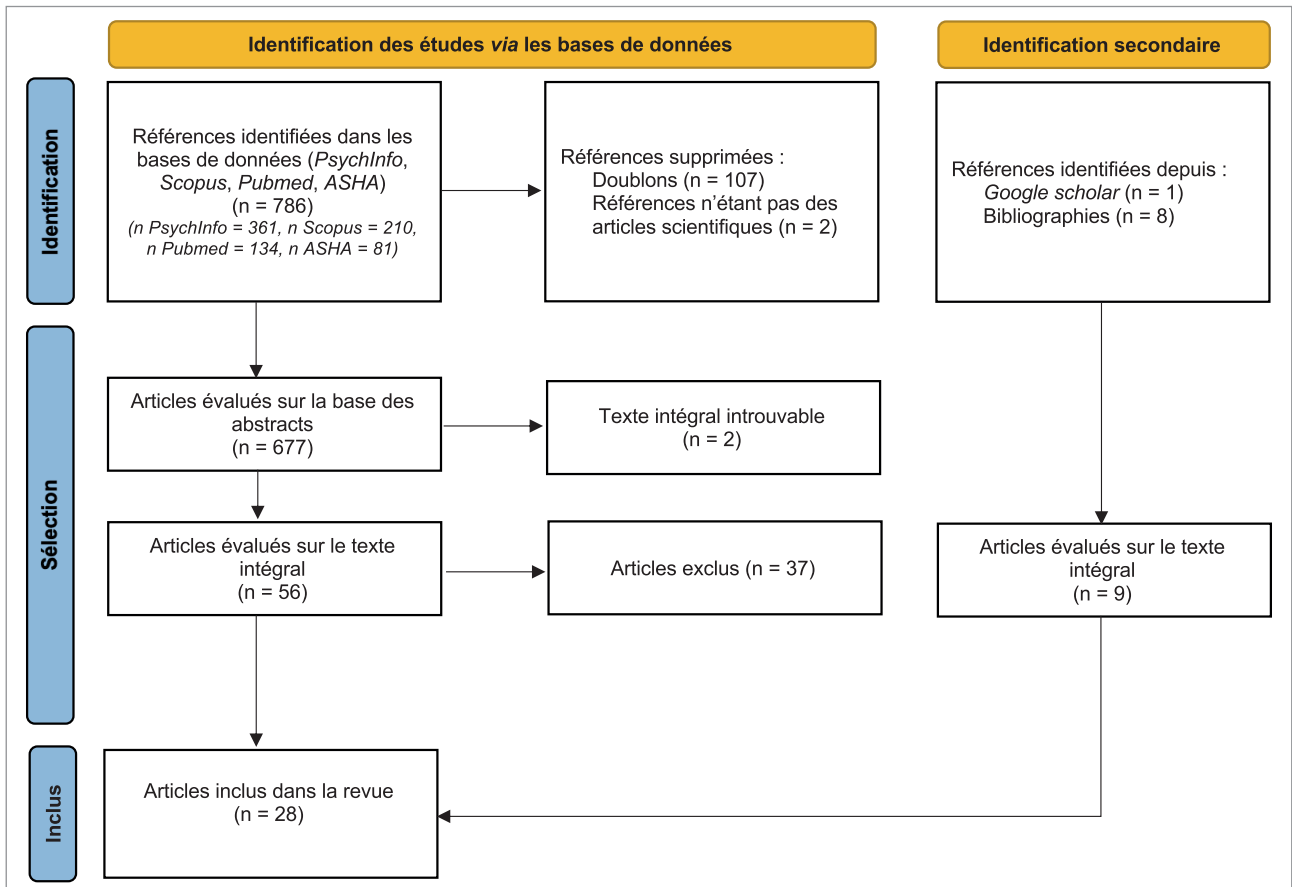 Identification des études via les bases de données
Identification secondaire
Identification
Références identifiées dans les
bases de données (PsychInfo,
Scopus, Pubmed, ASHA)
(n = 786)
(n PsychInfo = 361, n Scopus = 210,
n Pubmed = 134, n ASHA = 81)
Références supprimées :
Doublons (n = 107)
Références n'étant pas des
articles scientifiques (n = 2)
Références identifiées depuis :
Google scholar (n = 1)
Bibliographies (n = 8)
Sélection
Articles évalués sur la base des
abstracts
(n = 677)
Texte intégral introuvable
(n = 2)
Articles évalués sur le texte
intégral
(n = 56)
Articles exclus (n = 37)
Articles évalués sur le texte
intégral
(n = 9)
Inclus
Articles inclus dans la revue
(n = 28)